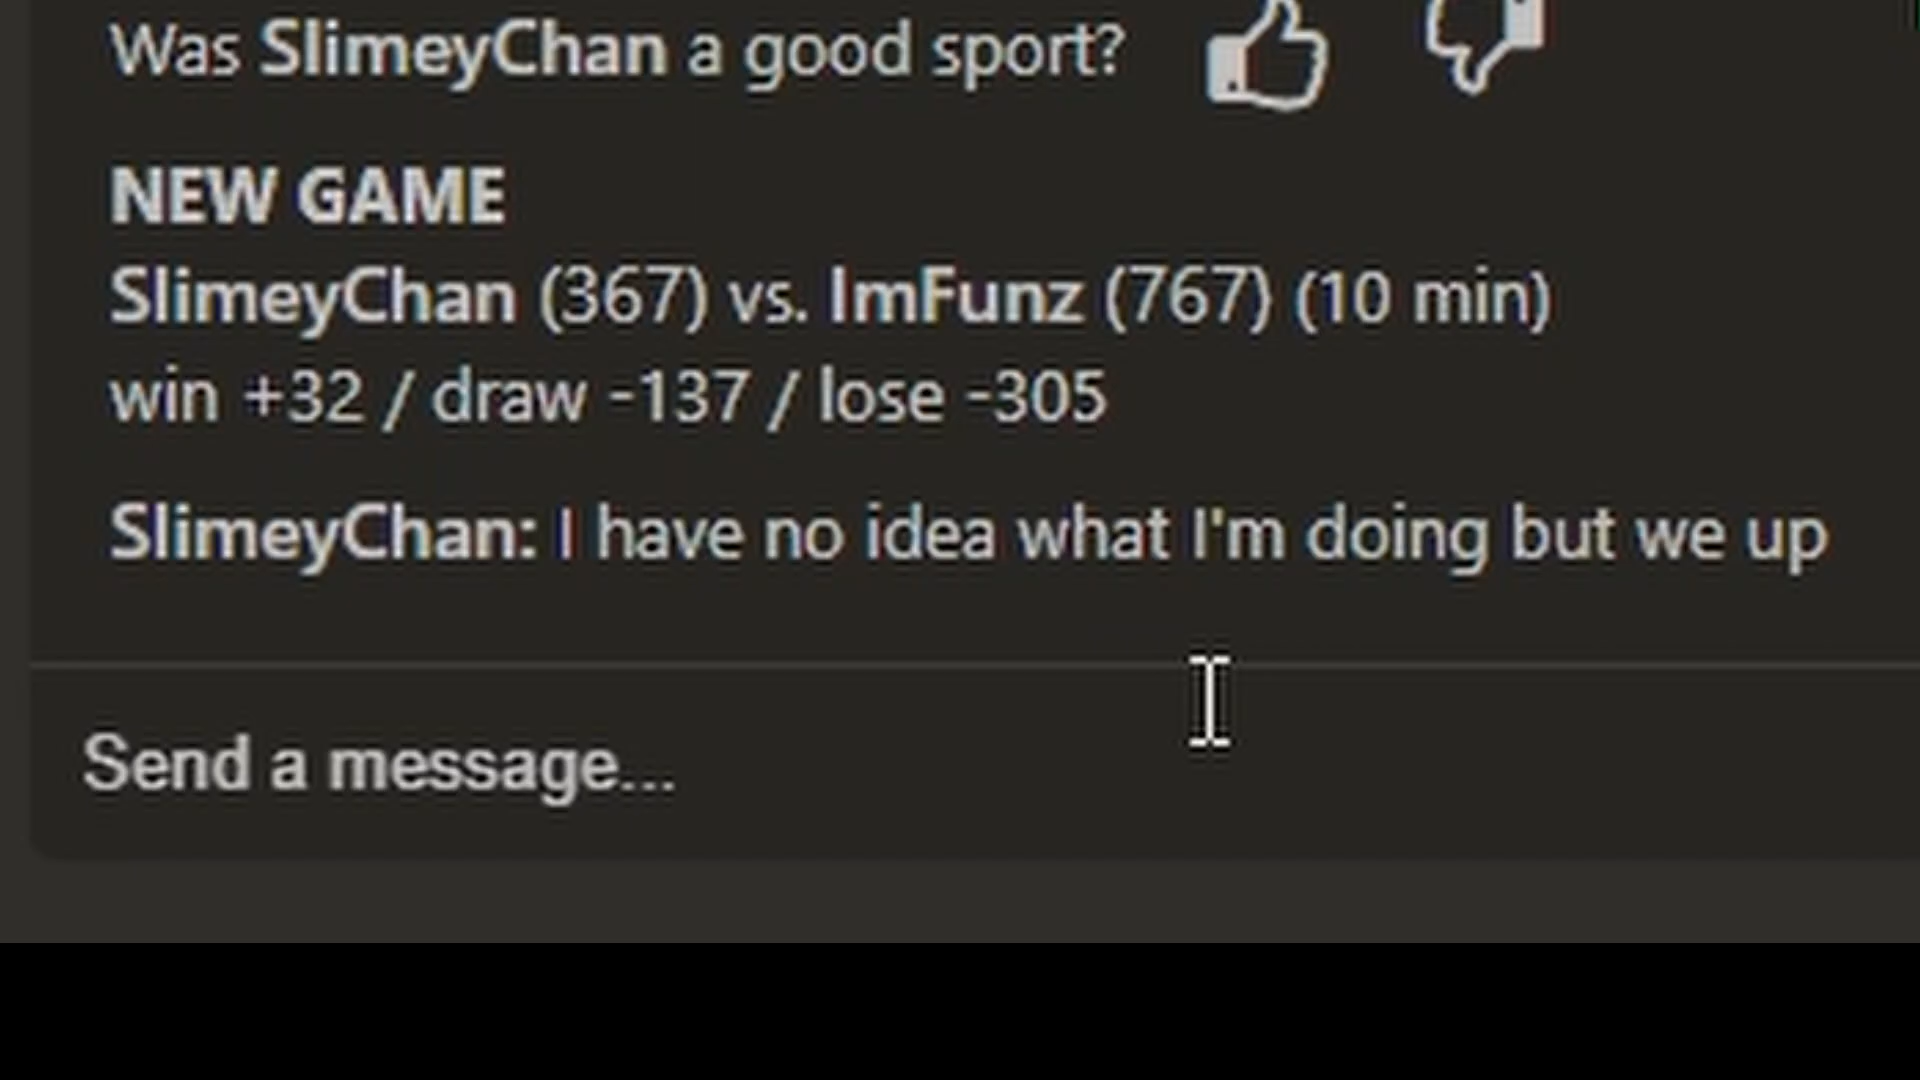 Was SlimeyChan a good sport?
NEW GAME
SlimeyChan (367) vs. ImFunz (767) (10 min)
win +32 / draw -137 / lose -305
SlimeyChan: I have no idea what I'm doing but we up
Send a message...